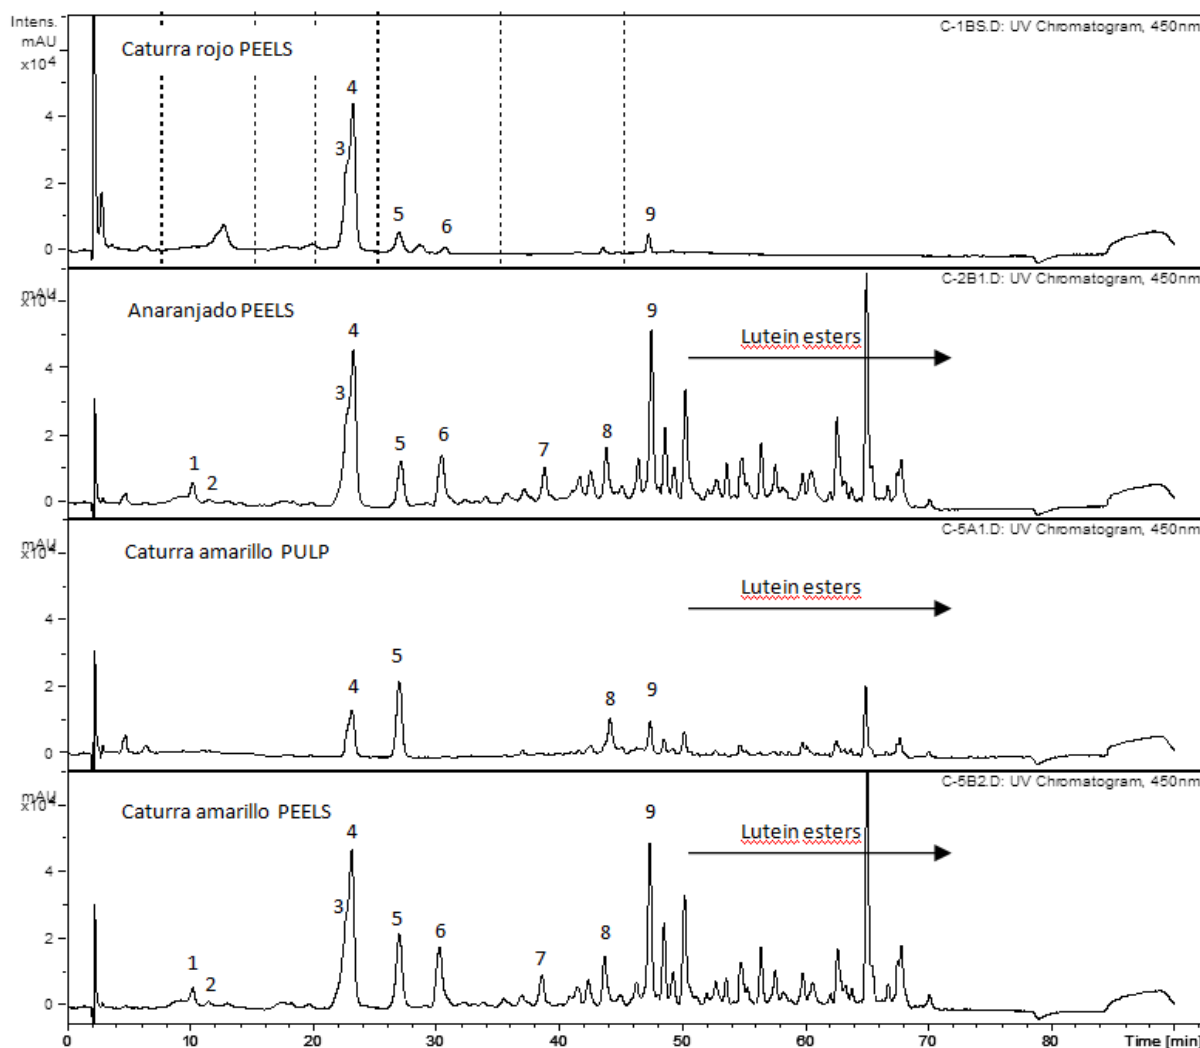 Intens.
mAU
x10⁴
C-1BS.D: UV Chromatogram, 450nm
Caturra rojo PEELS
4
3
5
6
9
4
2
0
mAU
C-2B1.D: UV Chromatogram, 450nm
Anaranjado PEELS
4
3
1
2
5
6
7
8
9
Lutein esters
4
2
0
mAU
C-5A1.D: UV Chromatogram, 450nm
Caturra amarillo PULP
4
5
8
9
Lutein esters
4
2
0
mAU
C-5B2.D: UV Chromatogram, 450nm
Caturra amarillo PEELS
4
3
1
2
5
6
7
8
9
Lutein esters
4
2
0
0 10 20 30 40 50 60 70 80 Time [min]